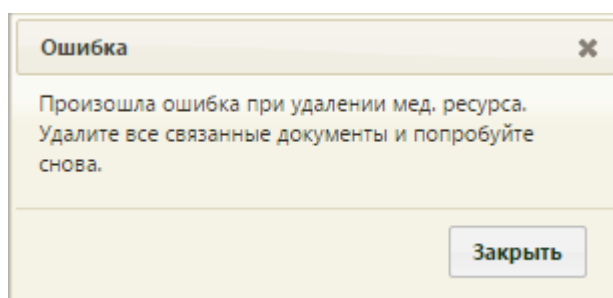 Ошибка
Произошла ошибка при удалении мед. ресурса.
Удалите все связанные документы и попробуйте
снова.
Закрыть